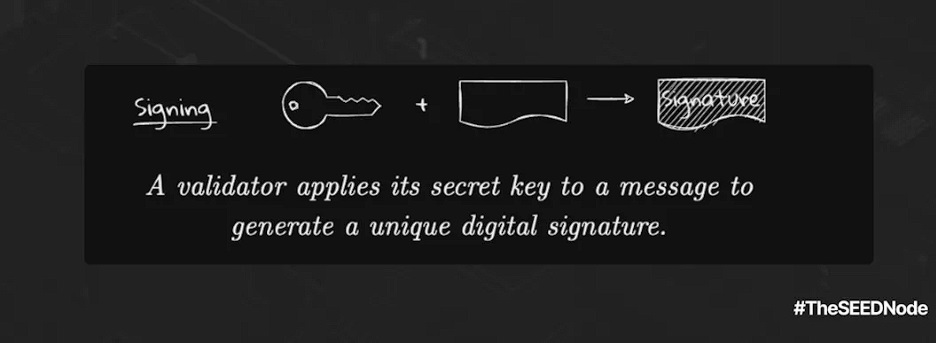 Signing
+
Signature
A validator applies its secret key to a message to
generate a unique digital signature.
#TheSEEDNode